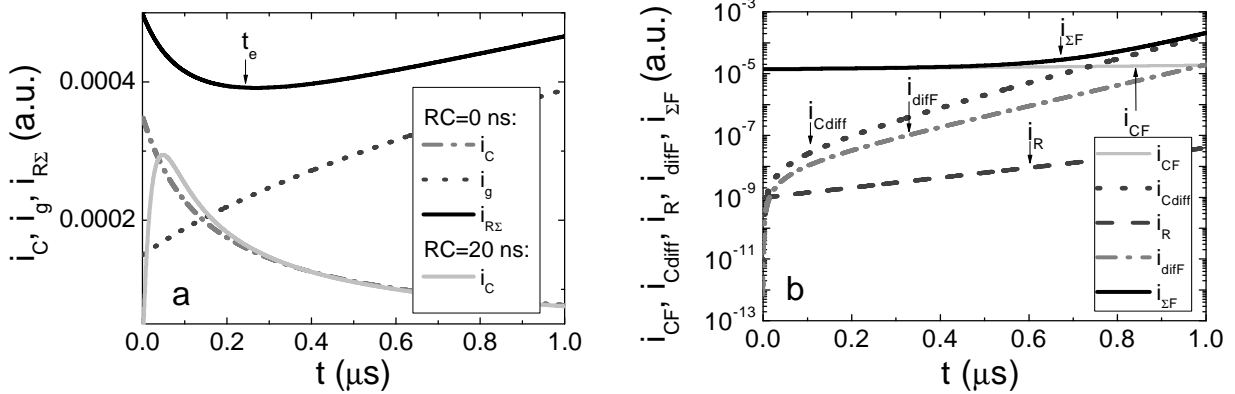 i_C, i_g, i_RΣ (a.u.)
0.0004
0.0002
t_e
RC=0 ns:
i_C
i_g
i_RΣ
RC=20 ns:
i_C
a
0.0 0.2 0.4 0.6 0.8 1.0
t (μs)
i_CF, i_Cdiff, i_R, i_difF, i_ΣF (a.u.)
10^-3
10^-5
10^-7
10^-9
10^-11
10^-13
i_ΣF
i_Cdiff
i_difF
i_R
i_CF
i_CF
i_Cdiff
i_R
i_difF
i_ΣF
b
0.0 0.2 0.4 0.6 0.8 1.0
t (μs)